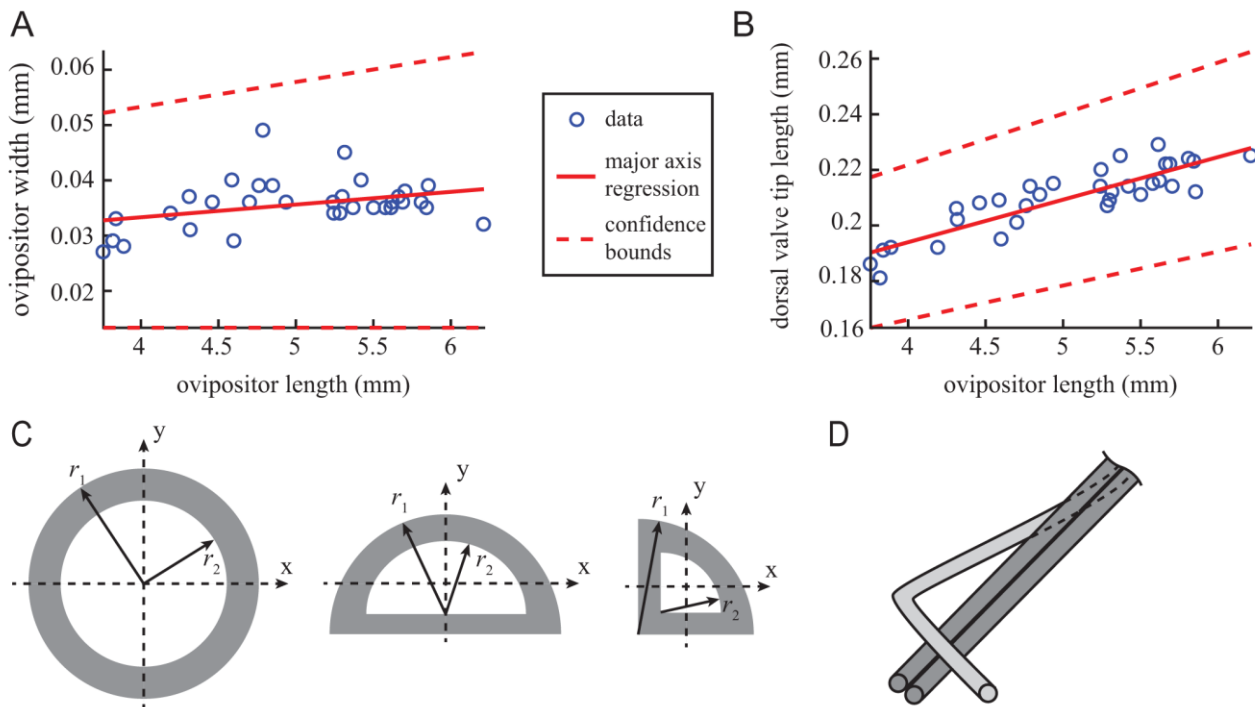 A
ovipositor width (mm)
0.06
0.05
0.04
0.03
0.02
4
4.5
5
5.5
6
ovipositor length (mm)
data
major axis
regression
confidence
bounds
B
dorsal valve tip length (mm)
0.26
0.24
0.22
0.2
0.18
0.16
4
4.5
5
5.5
6
ovipositor length (mm)
C
y
r1
r2
x
y
r1
r2
x
y
r1
r2
x
D